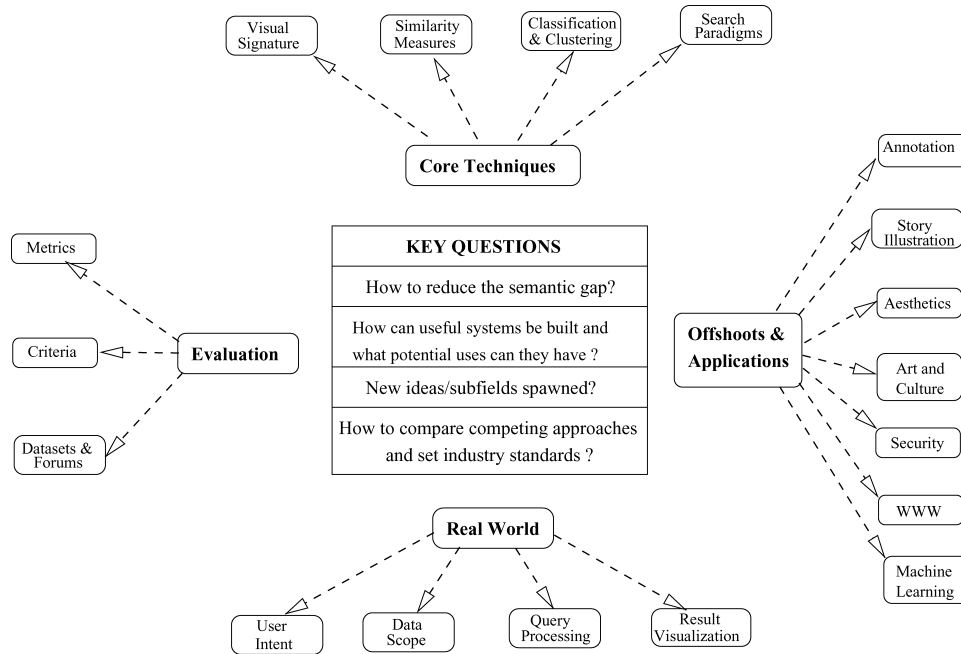 Visual
Signature
Similarity
Measures
Classification
& Clustering
Search
Paradigms
Core Techniques
Annotation
Story
Illustration
Aesthetics
Art and
Culture
Security
WWW
Machine
Learning
Offshoots &
Applications
Metrics
Criteria
Datasets &
Forums
Evaluation
KEY QUESTIONS
How to reduce the semantic gap?
How can useful systems be built and
what potential uses can they have ?
New ideas/subfields spawned?
How to compare competing approaches
and set industry standards ?
Real World
User
Intent
Data
Scope
Query
Processing
Result
Visualization